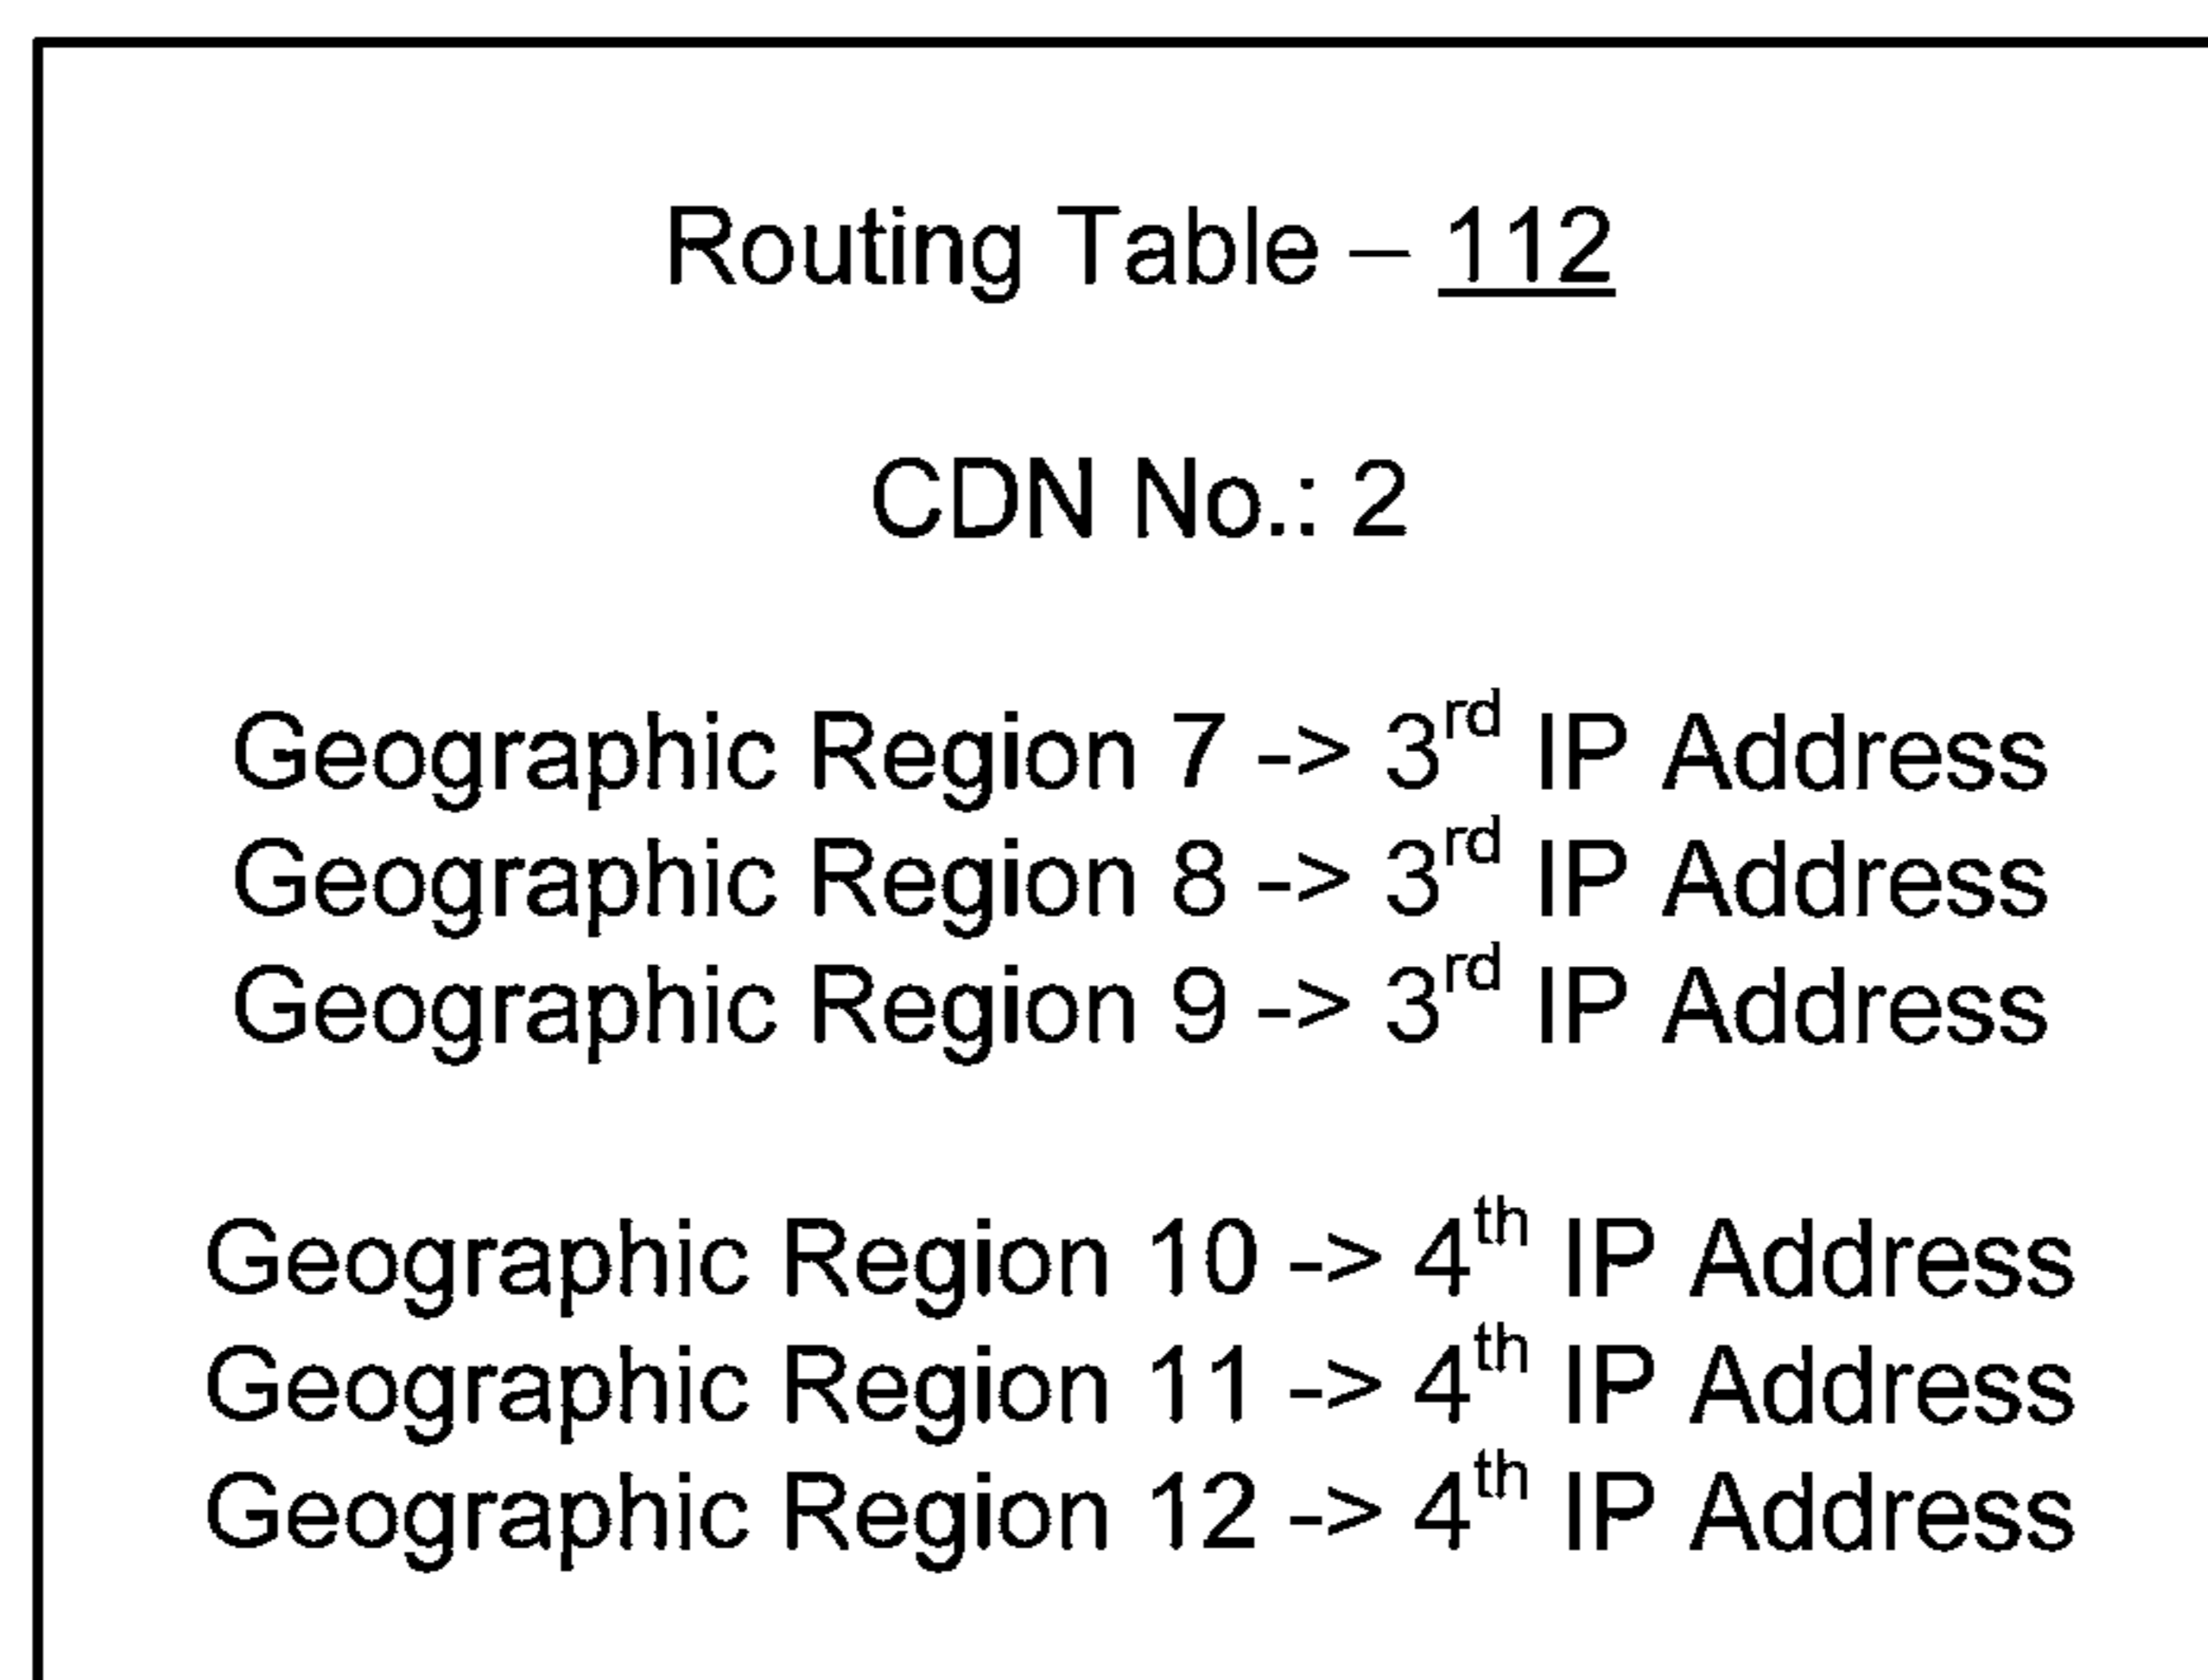 Routing Table – 112
CDN No.: 2
Geographic Region 7 -> 3rd IP Address
Geographic Region 8 -> 3rd IP Address
Geographic Region 9 -> 3rd IP Address
Geographic Region 10 -> 4th IP Address
Geographic Region 11 -> 4th IP Address
Geographic Region 12 -> 4th IP Address